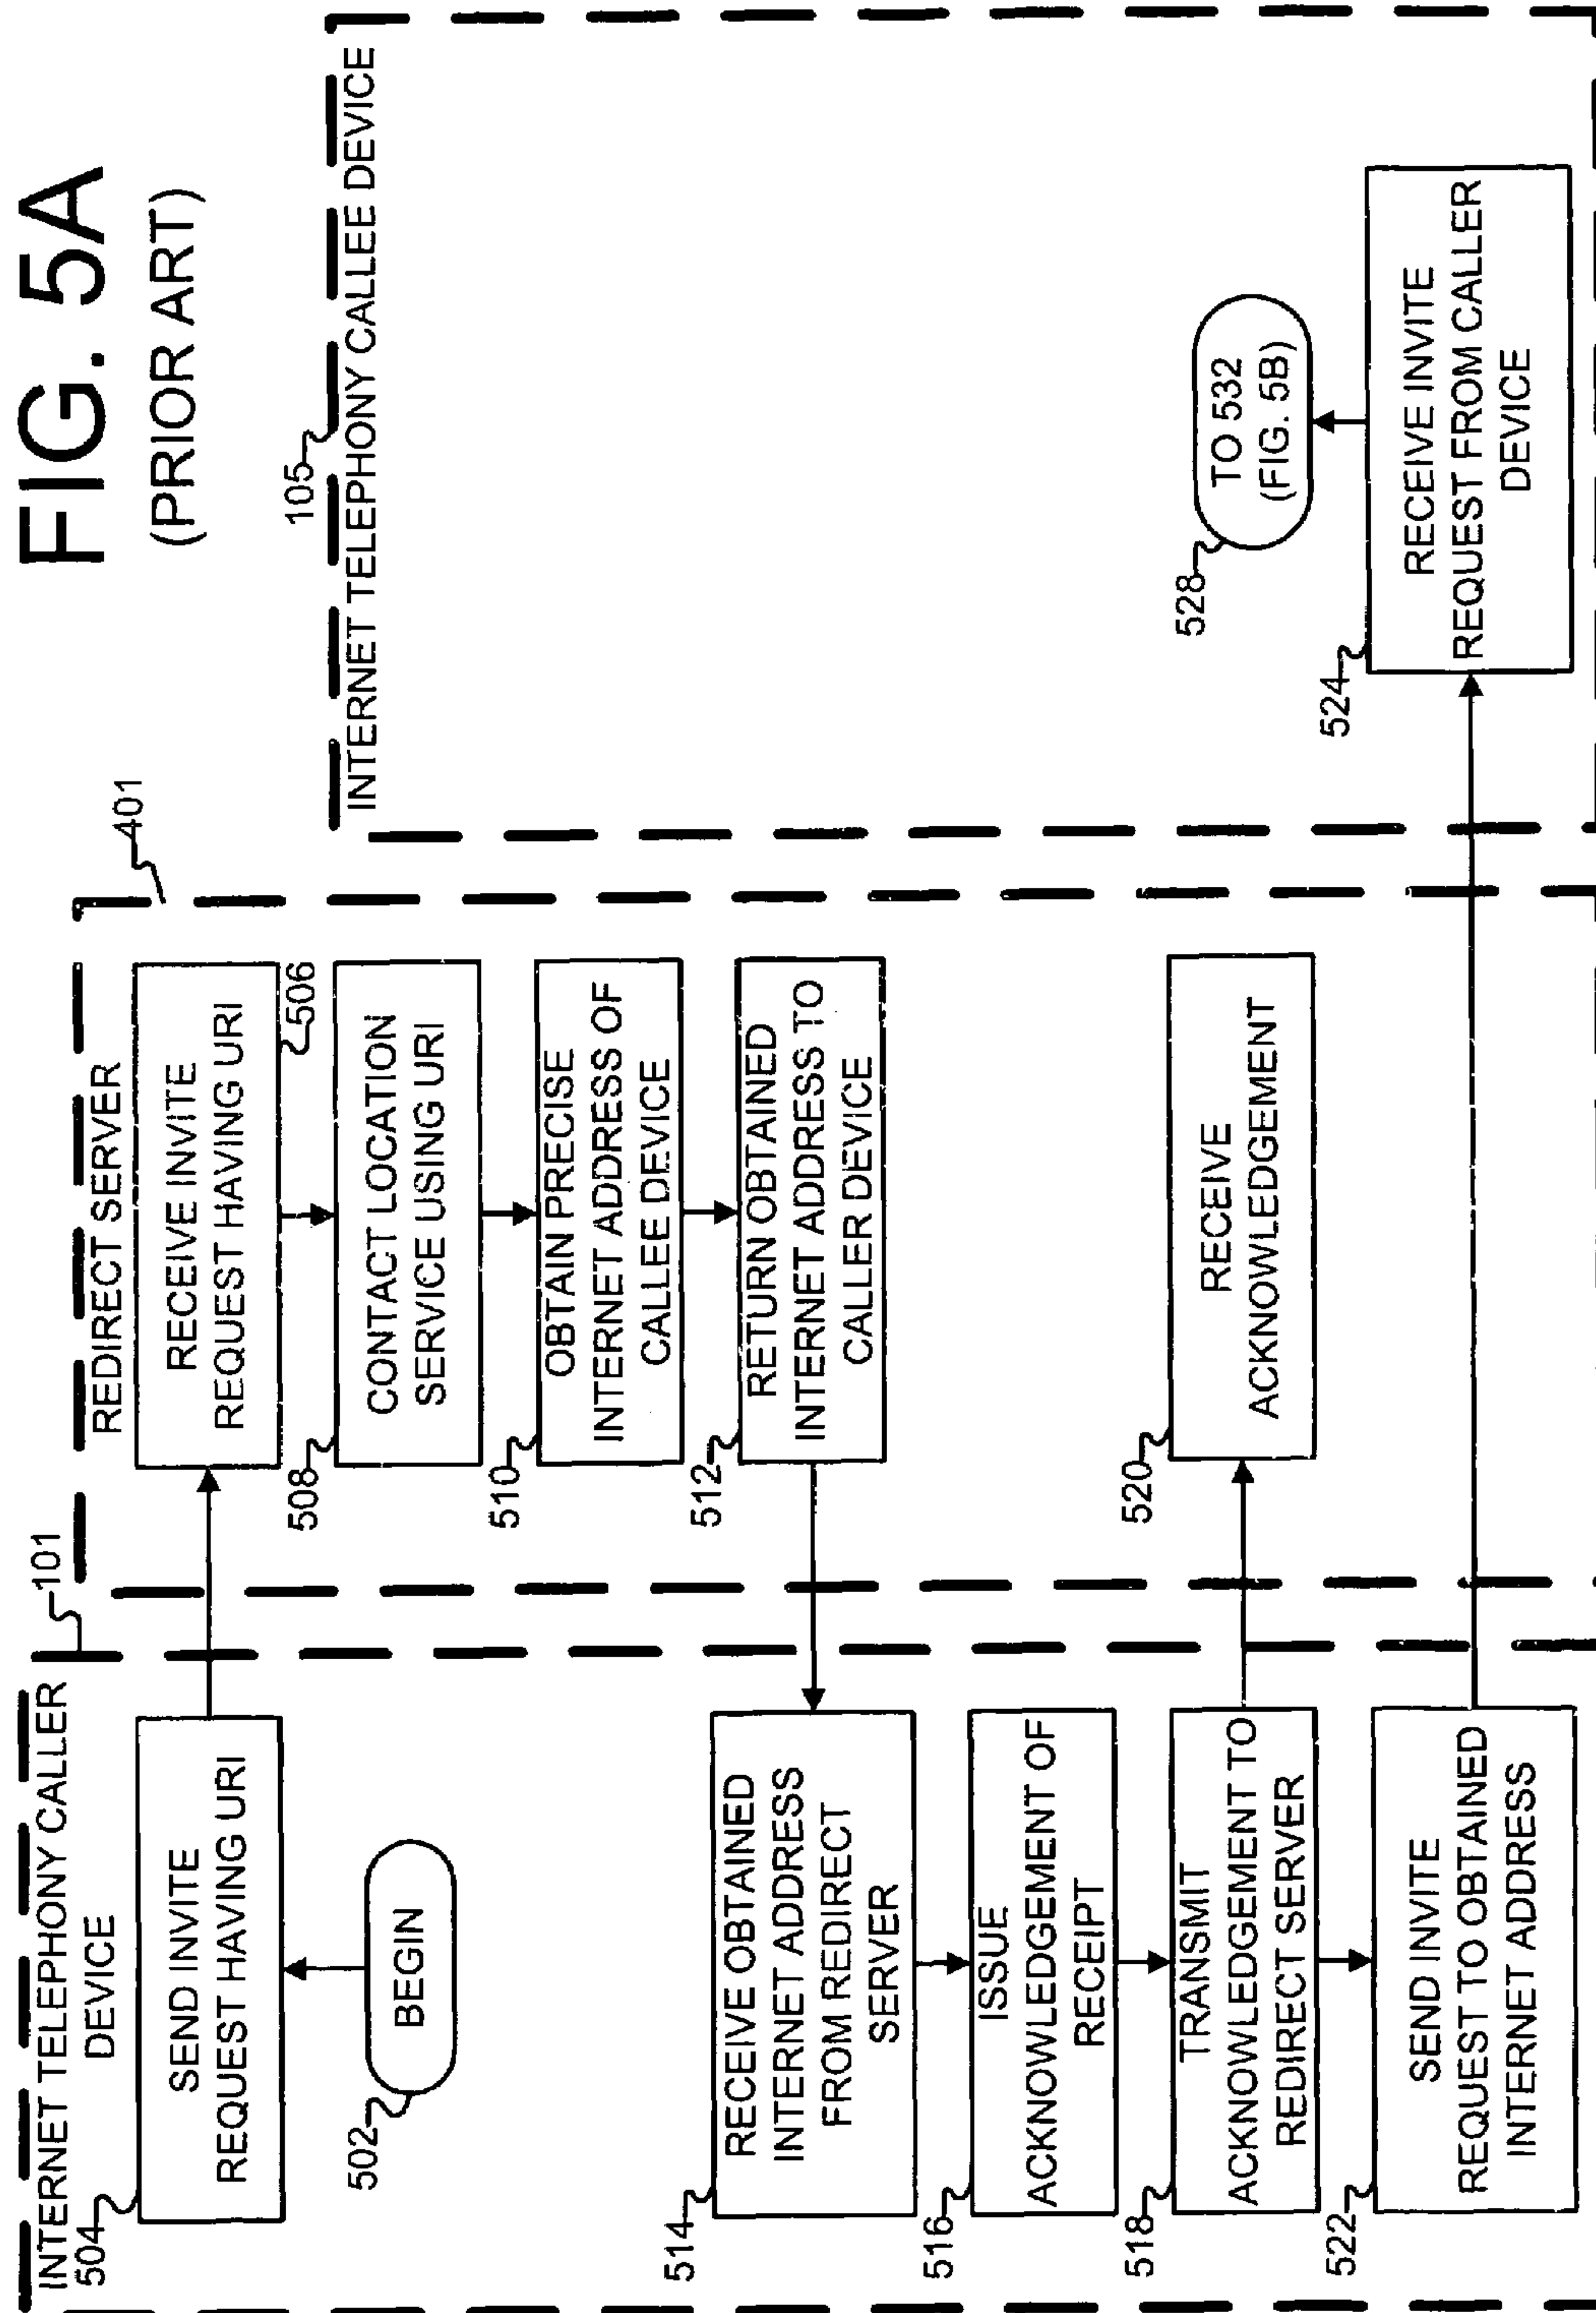 FIG. 5A
(PRIOR ART)
101
INTERNET TELEPHONY CALLER
DEVICE
504
SEND INVITE
REQUEST HAVING URI
502
BEGIN
514
RECEIVE OBTAINED
INTERNET ADDRESS
FROM REDIRECT
SERVER
516
ISSUE
ACKNOWLEDGEMENT OF
RECEIPT
518
TRANSMIT
ACKNOWLEDGEMENT TO
REDIRECT SERVER
522
SEND INVITE
REQUEST TO OBTAINED
INTERNET ADDRESS
401
REDIRECT SERVER
RECEIVE INVITE
REQUEST HAVING URI
506
508
CONTACT LOCATION
SERVICE USING URI
510
OBTAIN PRECISE
INTERNET ADDRESS OF
CALLEE DEVICE
512
RETURN OBTAINED
INTERNET ADDRESS TO
CALLER DEVICE
520
RECEIVE
ACKNOWLEDGEMENT
105
INTERNET TELEPHONY CALLEE DEVICE
528
TO 532
(FIG. 5B)
524
RECEIVE INVITE
REQUEST FROM CALLER
DEVICE